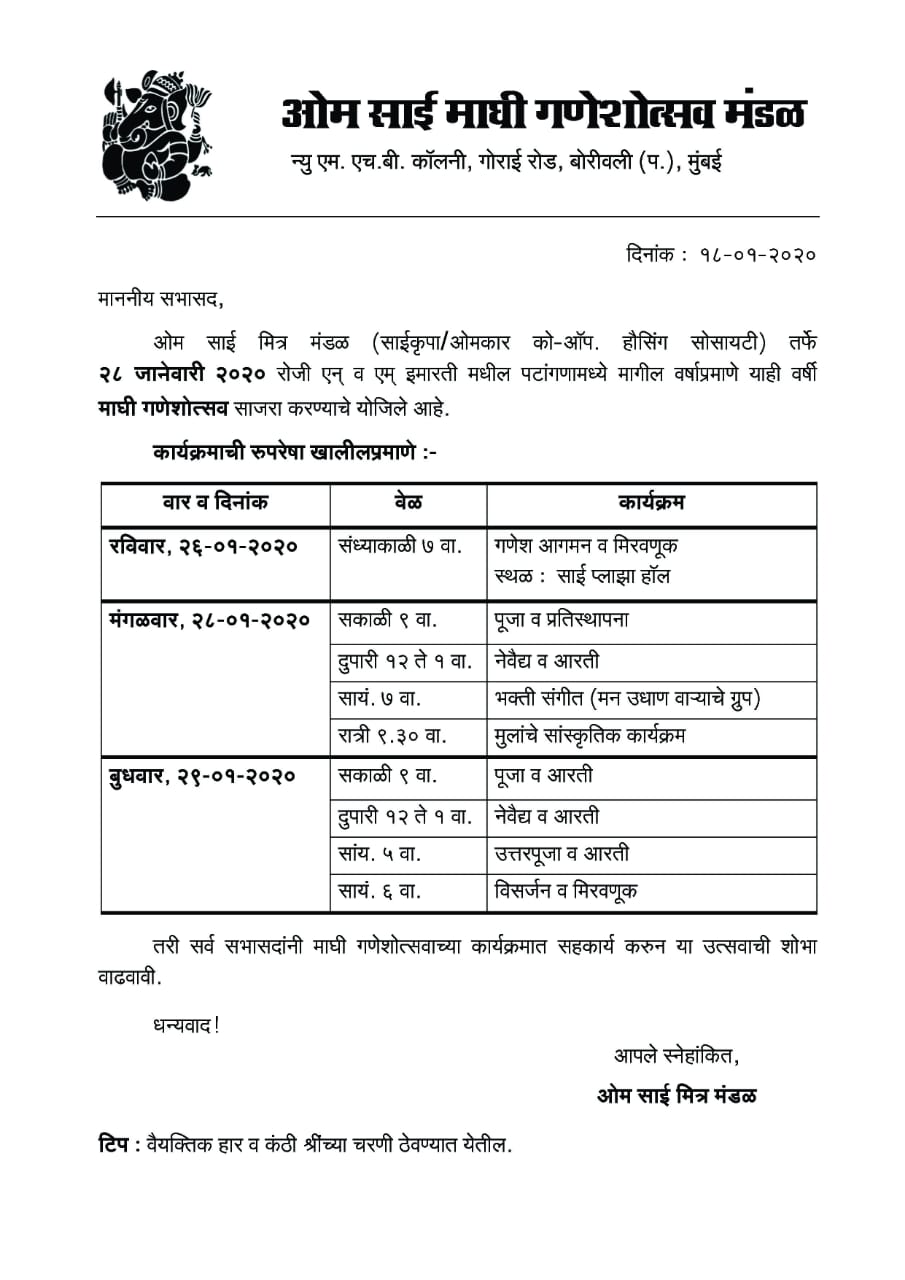 ओम साई माघी गणेशोत्सव मंडळ
न्यु एम. एच.बी. कॉलनी, गोराई रोड, बोरीवली (प.), मुंबई
दिनांक : १८-०१-२०२०
माननीय सभासद,
ओम साई मित्र मंडळ (साईकृपा/ओमकार को-ऑप. हौसिंग सोसायटी) तर्फे
२८ जानेवारी २०२० रोजी एन् व एम् इमारती मधील पटांगणामध्ये मागील वर्षाप्रमाणे याही वर्षी
माघी गणेशोत्सव साजरा करण्याचे योजिले आहे.
कार्यक्रमाची रुपरेषा खालीलप्रमाणे :-
वार व दिनांक वेळ कार्यक्रम
रविवार, २६-०१-२०२० संध्याकाळी ७ वा. गणेश आगमन व मिरवणूक
स्थळ : साई प्लाझा हॉल
मंगळवार, २८-०१-२०२० सकाळी ९ वा. पूजा व प्रतिस्थापना
दुपारी १२ ते १ वा. नेवैद्य व आरती
सायं. ७ वा. भक्ती संगीत (मन उधाण वाऱ्याचे ग्रुप)
रात्री ९.३० वा. मुलांचे सांस्कृतिक कार्यक्रम
बुधवार, २९-०१-२०२० सकाळी ९ वा. पूजा व आरती
दुपारी १२ ते १ वा. नेवैद्य व आरती
सांय. ५ वा. उत्तरपूजा व आरती
सायं. ६ वा. विसर्जन व मिरवणूक
तरी सर्व सभासदांनी माघी गणेशोत्सवाच्या कार्यक्रमात सहकार्य करुन या उत्सवाची शोभा
वाढवावी.
धन्यवाद!
आपले स्नेहांकित,
ओम साई मित्र मंडळ
टिप : वैयक्तिक हार व कंठी श्रींच्या चरणी ठेवण्यात येतील.